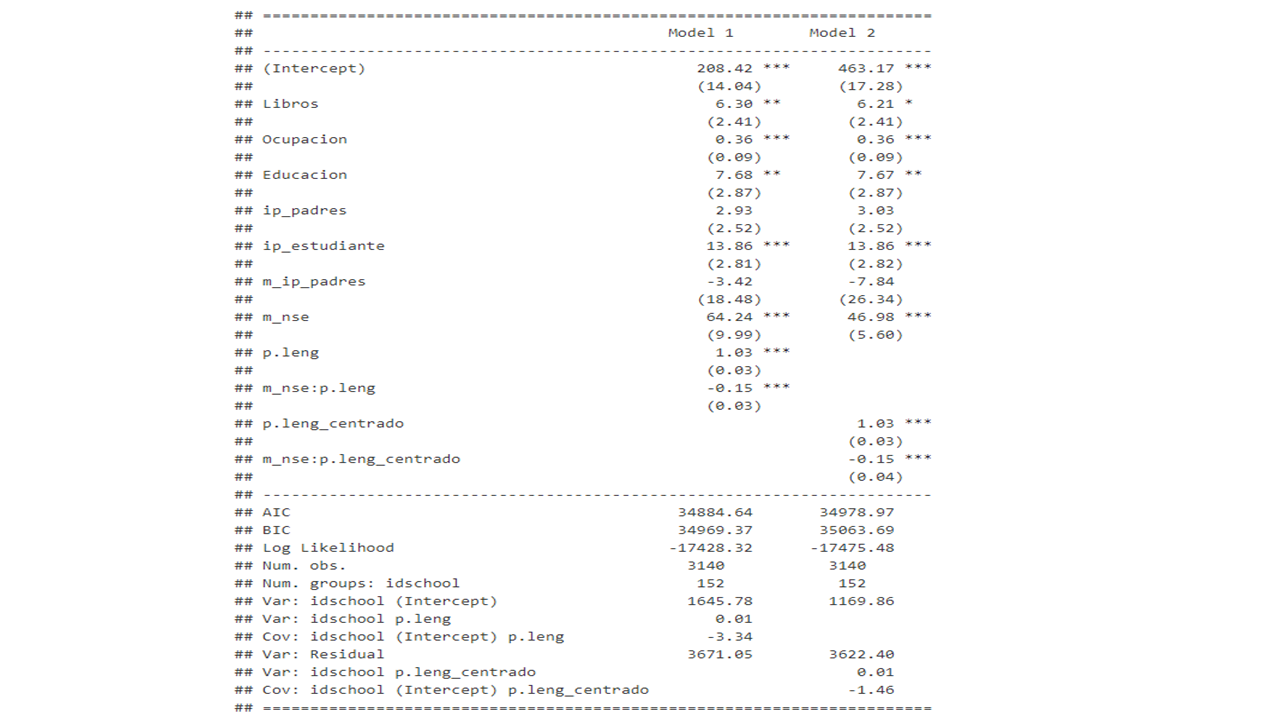 ## =======================================================================
##                                            Model 1        Model 2
## -----------------------------------------------------------------------
## (Intercept)                                   208.42 ***     463.17 ***
##                                               (14.04)        (17.28)
## Libros                                          6.30 **        6.21 *
##                                                (2.41)         (2.41)
## Ocupacion                                       0.36 ***       0.36 ***
##                                                (0.09)         (0.09)
## Educacion                                       7.68 **        7.67 **
##                                                (2.87)         (2.87)
## ip_padres                                       2.93           3.03
##                                                (2.52)         (2.52)
## ip_estudiante                                  13.86 ***      13.86 ***
##                                                (2.81)         (2.82)
## m_ip_padres                                    -3.42          -7.84
##                                               (18.48)        (26.34)
## m_nse                                          64.24 ***      46.98 ***
##                                                (9.99)         (5.60)
## p.leng                                          1.03 ***
##                                                (0.03)
## m_nse:p.leng                                   -0.15 ***
##                                                (0.03)
## p.leng_centrado                                                1.03 ***
##                                                               (0.03)
## m_nse:p.leng_centrado                                         -0.15 ***
##                                                               (0.04)
## -----------------------------------------------------------------------
## AIC                                         34884.64       34978.97
## BIC                                         34969.37       35063.69
## Log Likelihood                             -17428.32      -17475.48
## Num. obs.                                    3140           3140
## Num. groups: idschool                         152            152
## Var: idschool (Intercept)                    1645.78        1169.86
## Var: idschool p.leng                            0.01
## Cov: idschool (Intercept) p.leng               -3.34
## Var: Residual                                3671.05        3622.40
## Var: idschool p.leng_centrado                                  0.01
## Cov: idschool (Intercept) p.leng_centrado                     -1.46
## =======================================================================